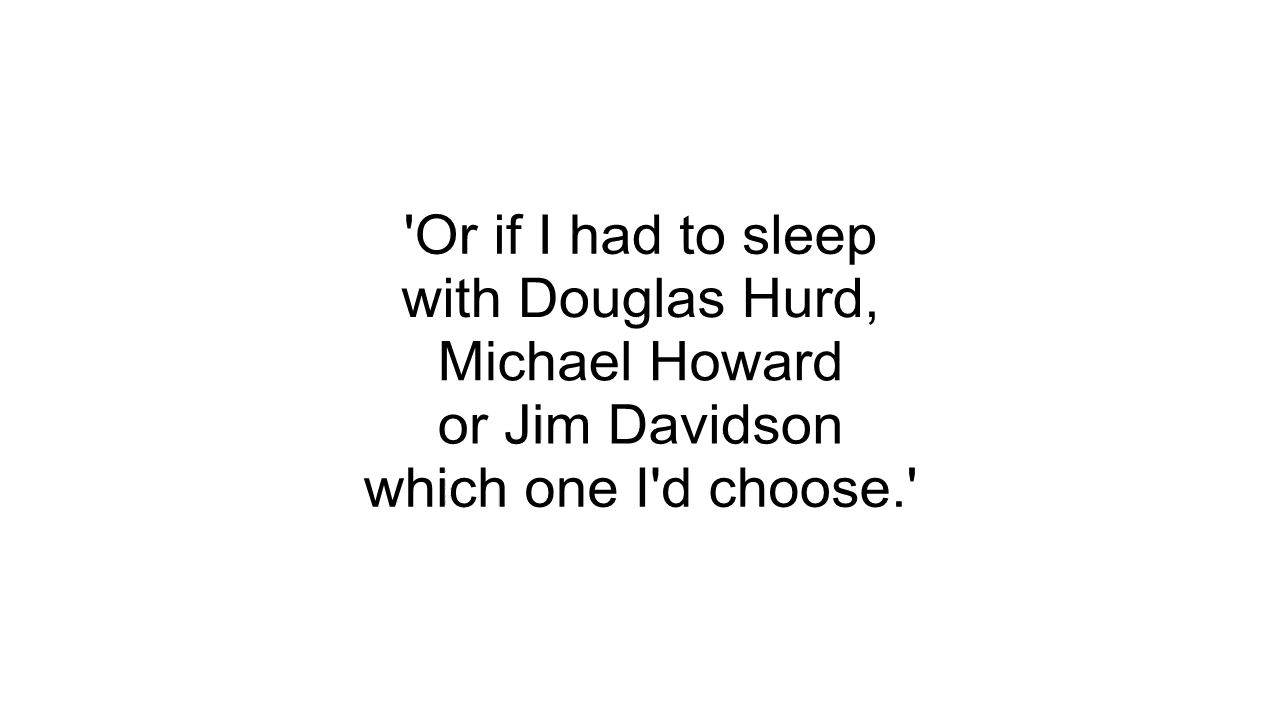 'Or if I had to sleep
with Douglas Hurd,
Michael Howard
or Jim Davidson
which one I'd choose.'